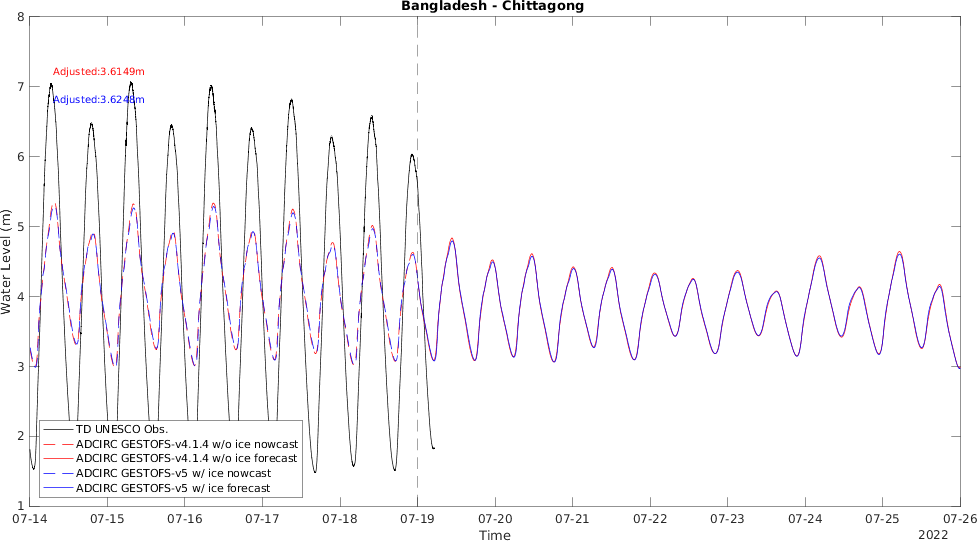 Bangladesh - Chittagong
Adjusted:3.6149m
Adjusted:3.6248m
Water Level (m)
8
7
6
5
4
3
2
1
TD UNESCO Obs.
ADCIRC GESTOFS-v4.1.4 w/o ice nowcast
ADCIRC GESTOFS-v4.1.4 w/o ice forecast
ADCIRC GESTOFS-v5 w/ ice nowcast
ADCIRC GESTOFS-v5 w/ ice forecast
07-14 07-15 07-16 07-17 07-18 07-19 07-20 07-21 07-22 07-23 07-24 07-25 07-26
Time
2022